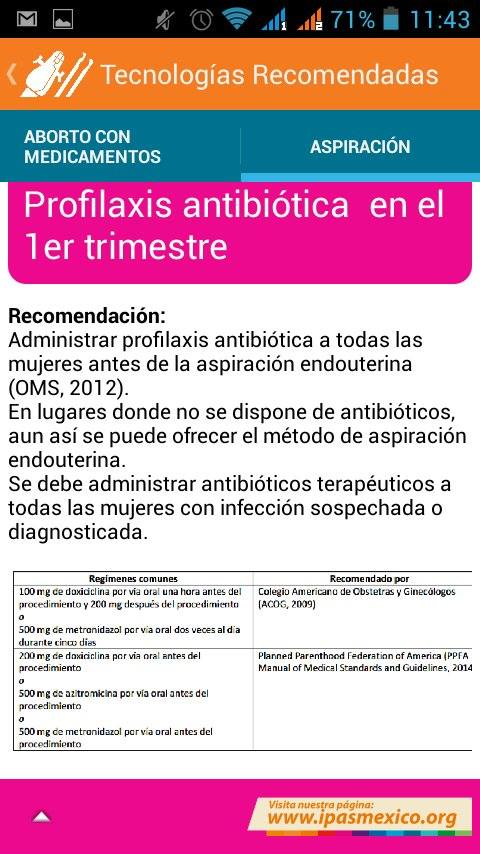 71% 11:43
Tecnologías Recomendadas
ABORTO CON
MEDICAMENTOS
ASPIRACIÓN
Profilaxis antibiótica en el
1er trimestre
Recomendación:
Administrar profilaxis antibiótica a todas las
mujeres antes de la aspiración endouterina
(OMS, 2012).
En lugares donde no se dispone de antibióticos,
aun así se puede ofrecer el método de aspiración
endouterina.
Se debe administrar antibióticos terapéuticos a
todas las mujeres con infección sospechada o
diagnosticada.
Regímenes comunes
Recomendado por
100 mg de doxiciclina por vía oral una hora antes del
procedimiento y 200 mg después del procedimiento
o
500 mg de metronidazol por vía oral dos veces al día
durante cinco días
Colegio Americano de Obstetras y Ginecólogos
(ACOG, 2009)
200 mg de doxiciclina por vía oral antes del
procedimiento
o
500 mg de azitromicina por vía oral antes del
procedimiento
o
500 mg de metronidazol por vía oral antes del
procedimiento
Planned Parenthood Federation of America (PPFA
Manual of Medical Standards and Guidelines, 2014
Visita nuestra página:
www.ipasmexico.org